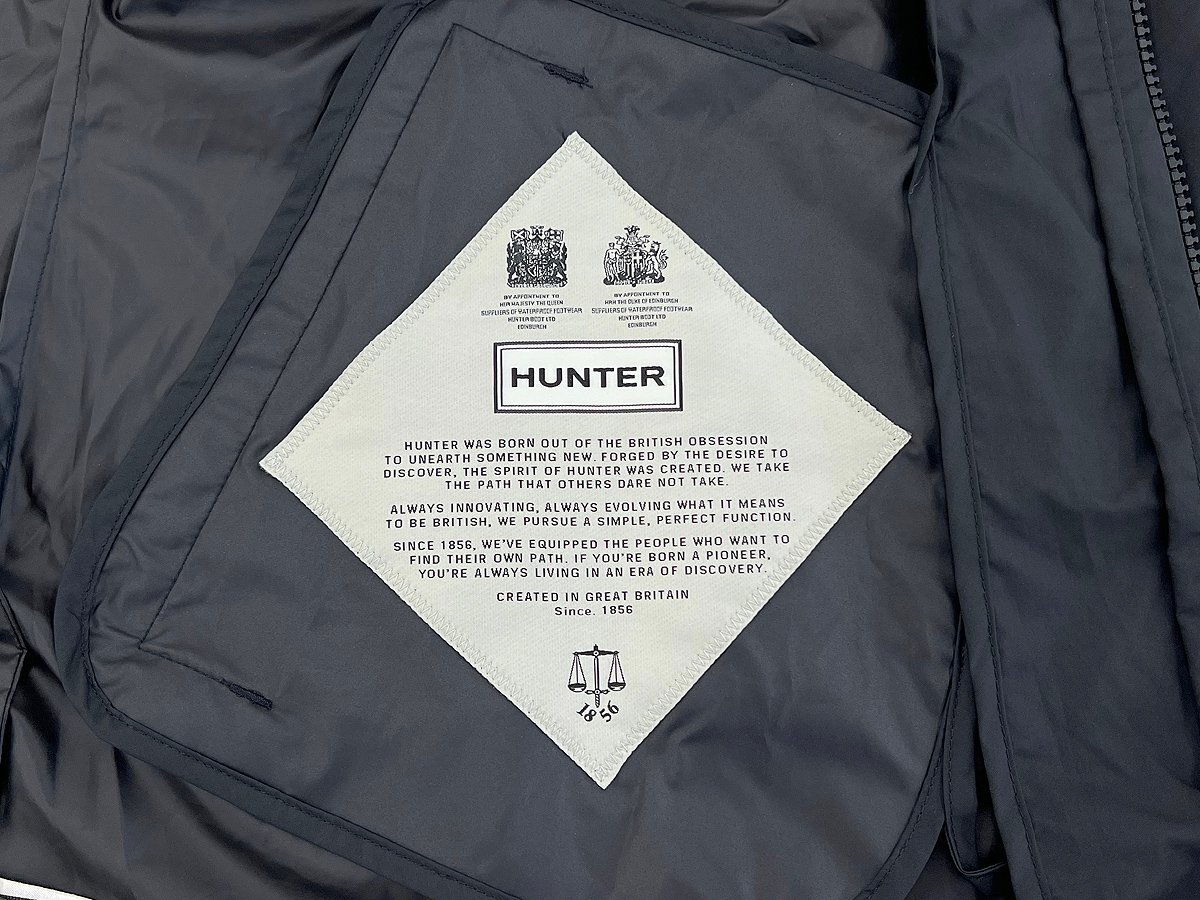 BY APPOINTMENT TO
HER MAJESTY THE QUEEN
SUPPLIERS OF WATERPROOF FOOTWEAR
HUNTER BOOT LTD
EDINBURGH
BY APPOINTMENT TO
HRH THE DUKE OF EDINBURGH
SUPPLIERS OF WATERPROOF FOOTWEAR
HUNTER BOOT LTD
EDINBURGH
HUNTER
HUNTER WAS BORN OUT OF THE BRITISH OBSESSION
TO UNEARTH SOMETHING NEW. FORGED BY THE DESIRE TO
DISCOVER, THE SPIRIT OF HUNTER WAS CREATED. WE TAKE
THE PATH THAT OTHERS DARE NOT TAKE.
ALWAYS INNOVATING, ALWAYS EVOLVING WHAT IT MEANS
TO BE BRITISH, WE PURSUE A SIMPLE, PERFECT FUNCTION.
SINCE 1856, WE'VE EQUIPPED THE PEOPLE WHO WANT TO
FIND THEIR OWN PATH. IF YOU'RE BORN A PIONEER,
YOU'RE ALWAYS LIVING IN AN ERA OF DISCOVERY.
CREATED IN GREAT BRITAIN
Since. 1856
1856